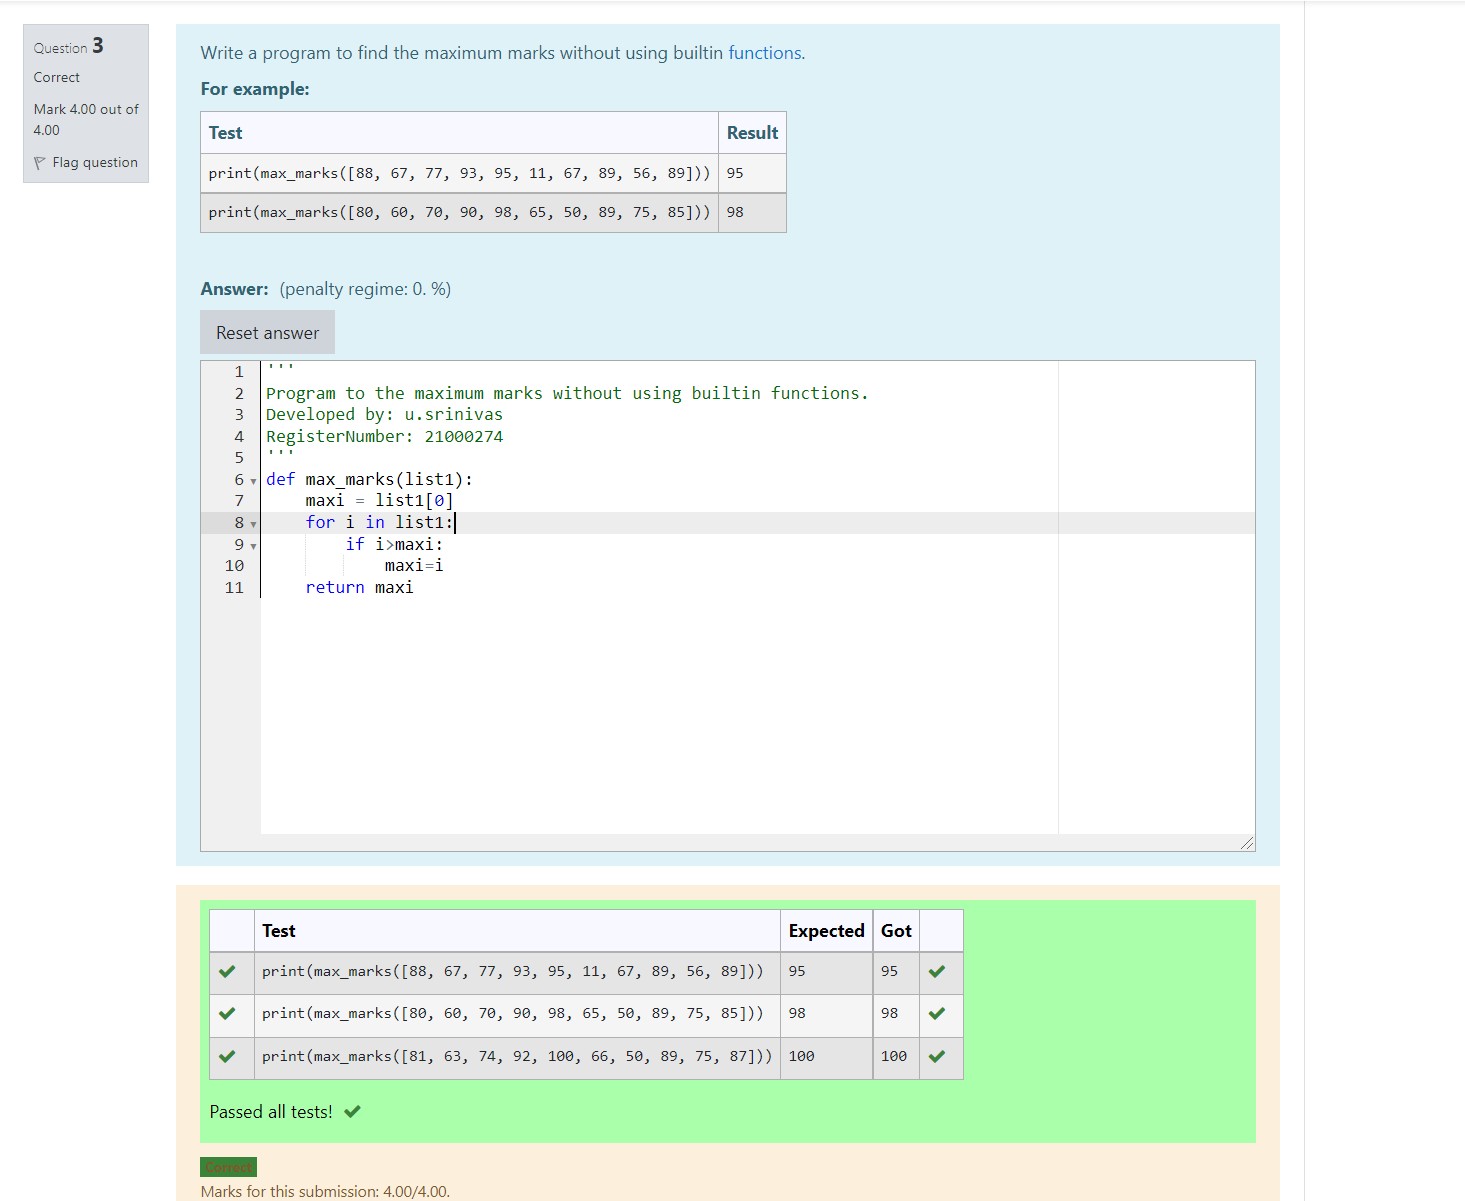 Question 3
Correct
Mark 4.00 out of
4.00
Flag question
Write a program to find the maximum marks without using builtin functions.
For example:
Test Result
print(max_marks([88, 67, 77, 93, 95, 11, 67, 89, 56, 89])) 95
print(max_marks([80, 60, 70, 90, 98, 65, 50, 89, 75, 85])) 98
Answer: (penalty regime: 0. %)
Reset answer
1 '''
2 Program to the maximum marks without using builtin functions.
3 Developed by: u.srinivas
4 RegisterNumber: 21000274
5 '''
6 def max_marks(list1):
7 maxi = list1[0]
8 for i in list1:
9 if i>maxi:
10 maxi=i
11 return maxi
Test Expected Got
print(max_marks([88, 67, 77, 93, 95, 11, 67, 89, 56, 89])) 95 95
print(max_marks([80, 60, 70, 90, 98, 65, 50, 89, 75, 85])) 98 98
print(max_marks([81, 63, 74, 92, 100, 66, 50, 89, 75, 87])) 100 100
Passed all tests!
Correct
Marks for this submission: 4.00/4.00.